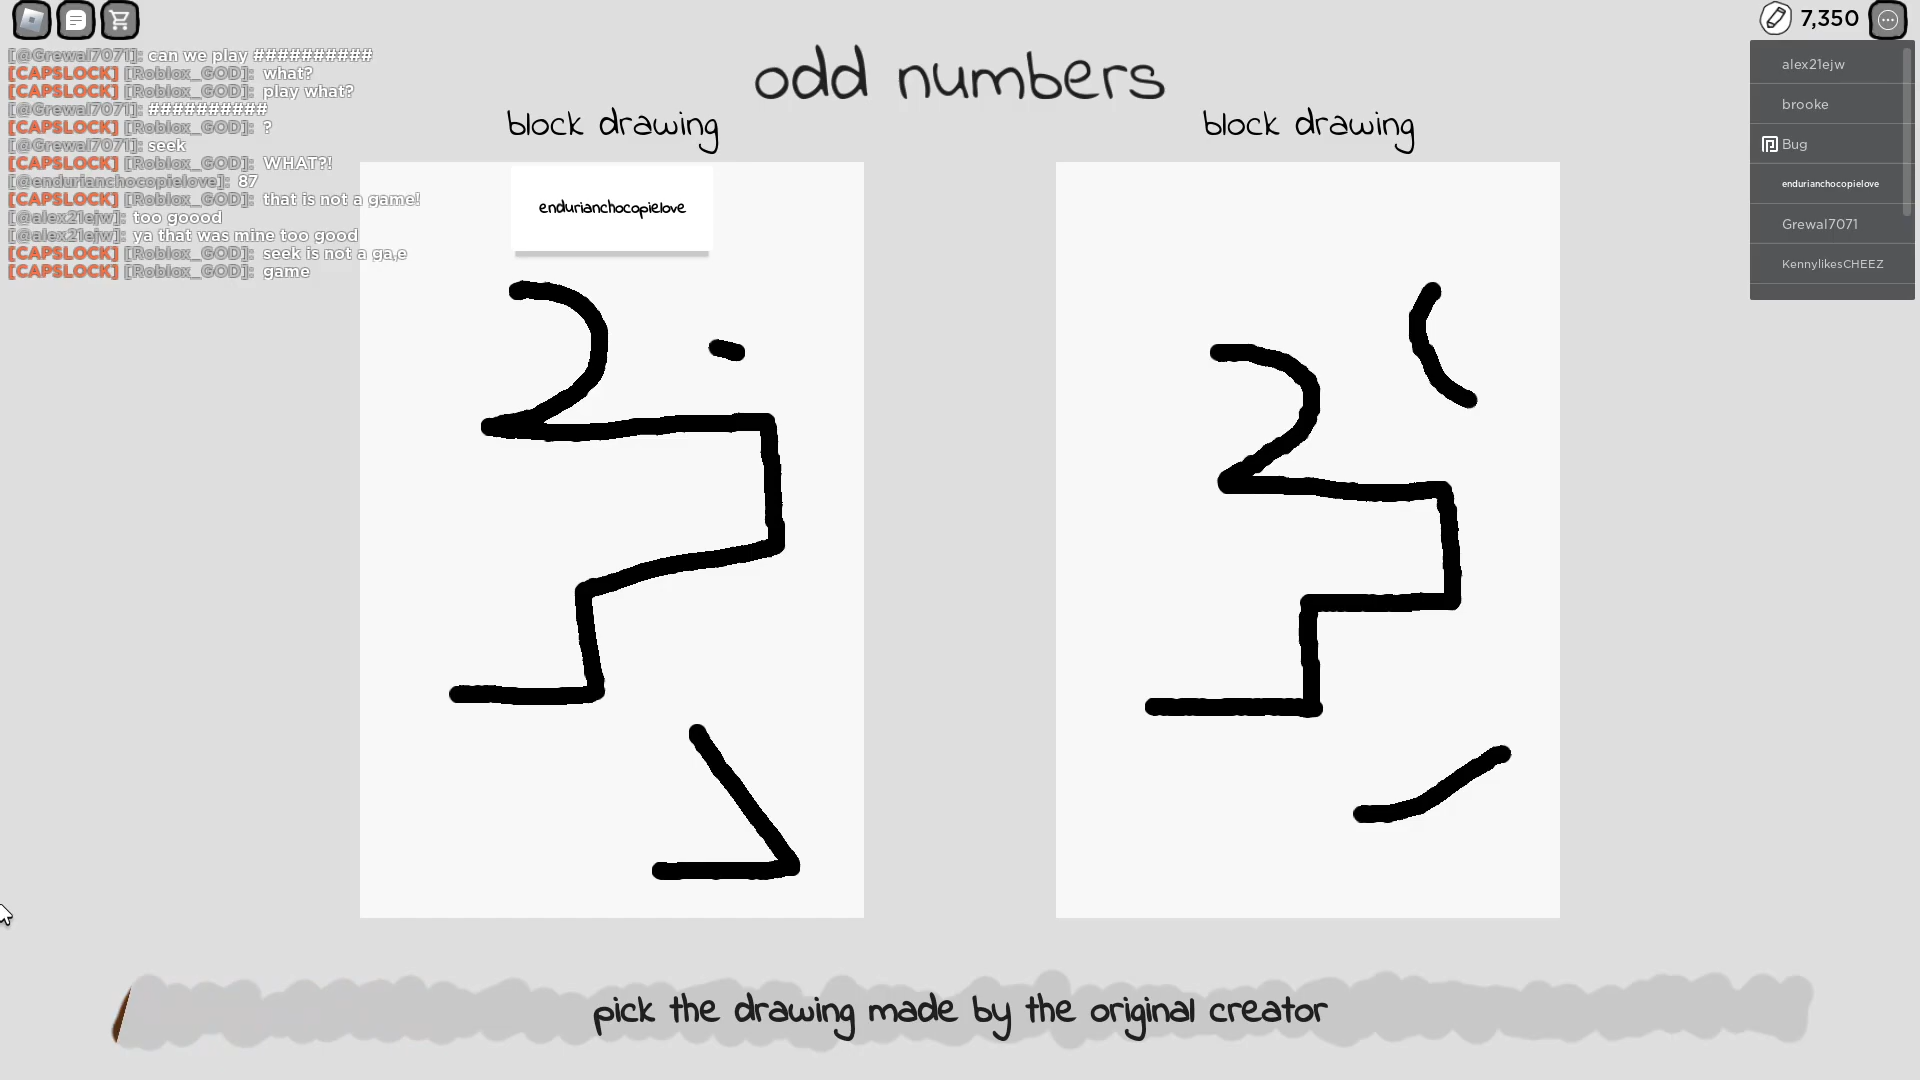 7,350
[@Grewal7071]: can we play ##########
[CAPSLOCK] [Roblox_GOD]: what?
[CAPSLOCK] [Roblox_GOD]: play what?
[@Grewal7071]: ##########
[CAPSLOCK] [Roblox_GOD]: ?
[@Grewal7071]: seek
[CAPSLOCK] [Roblox_GOD]: WHAT?!
[@endurianchocopielove]: 87
[CAPSLOCK] [Roblox_GOD]: that is not a game!
[@alex21ejw]: too goood
[@alex21ejw]: ya that was mine too good
[CAPSLOCK] [Roblox_GOD]: seek is not a ga,e
[CAPSLOCK] [Roblox_GOD]: game
odd numbers
block drawing
block drawing
endurianchocopielove
alex21ejw
brooke
Bug
endurianchocopielove
Grewal7071
KennylikesCHEEZ
pick the drawing made by the original creator